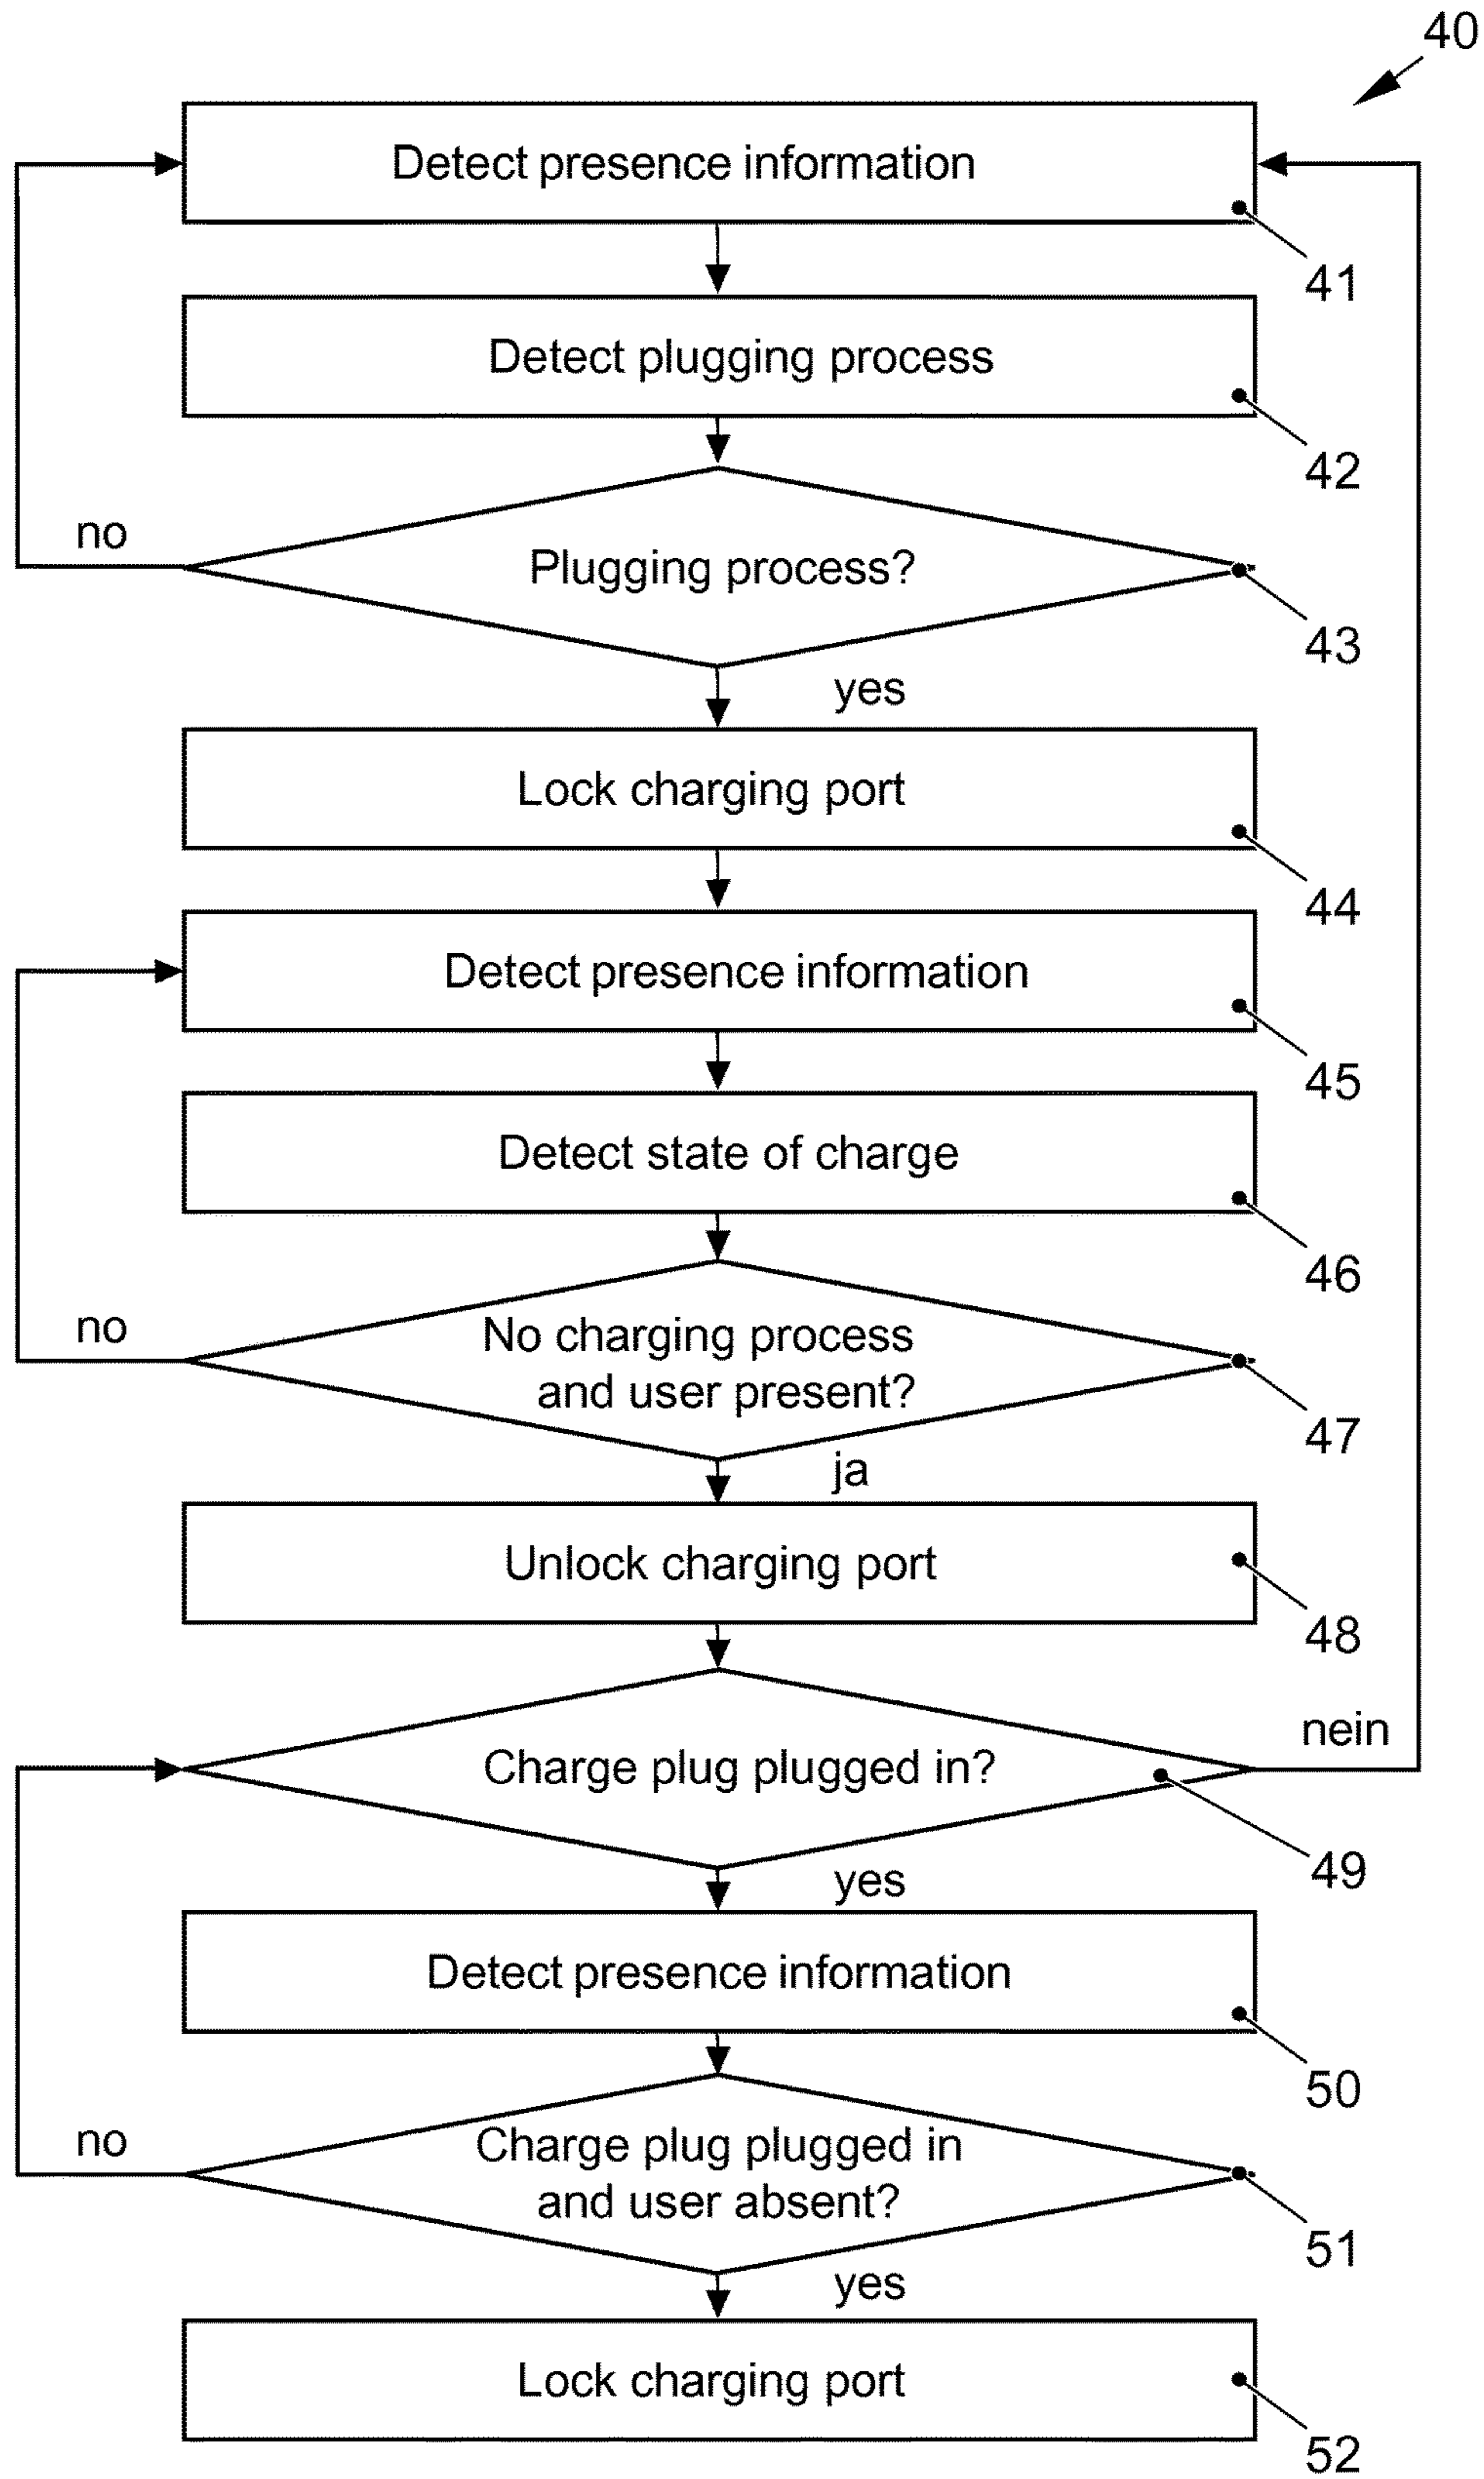 40
Detect presence information
41
Detect plugging process
42
no
Plugging process?
43
yes
Lock charging port
44
Detect presence information
45
Detect state of charge
46
no
No charging process
and user present?
47
ja
Unlock charging port
48
nein
Charge plug plugged in?
49
yes
Detect presence information
50
no
Charge plug plugged in
and user absent?
51
yes
Lock charging port
52